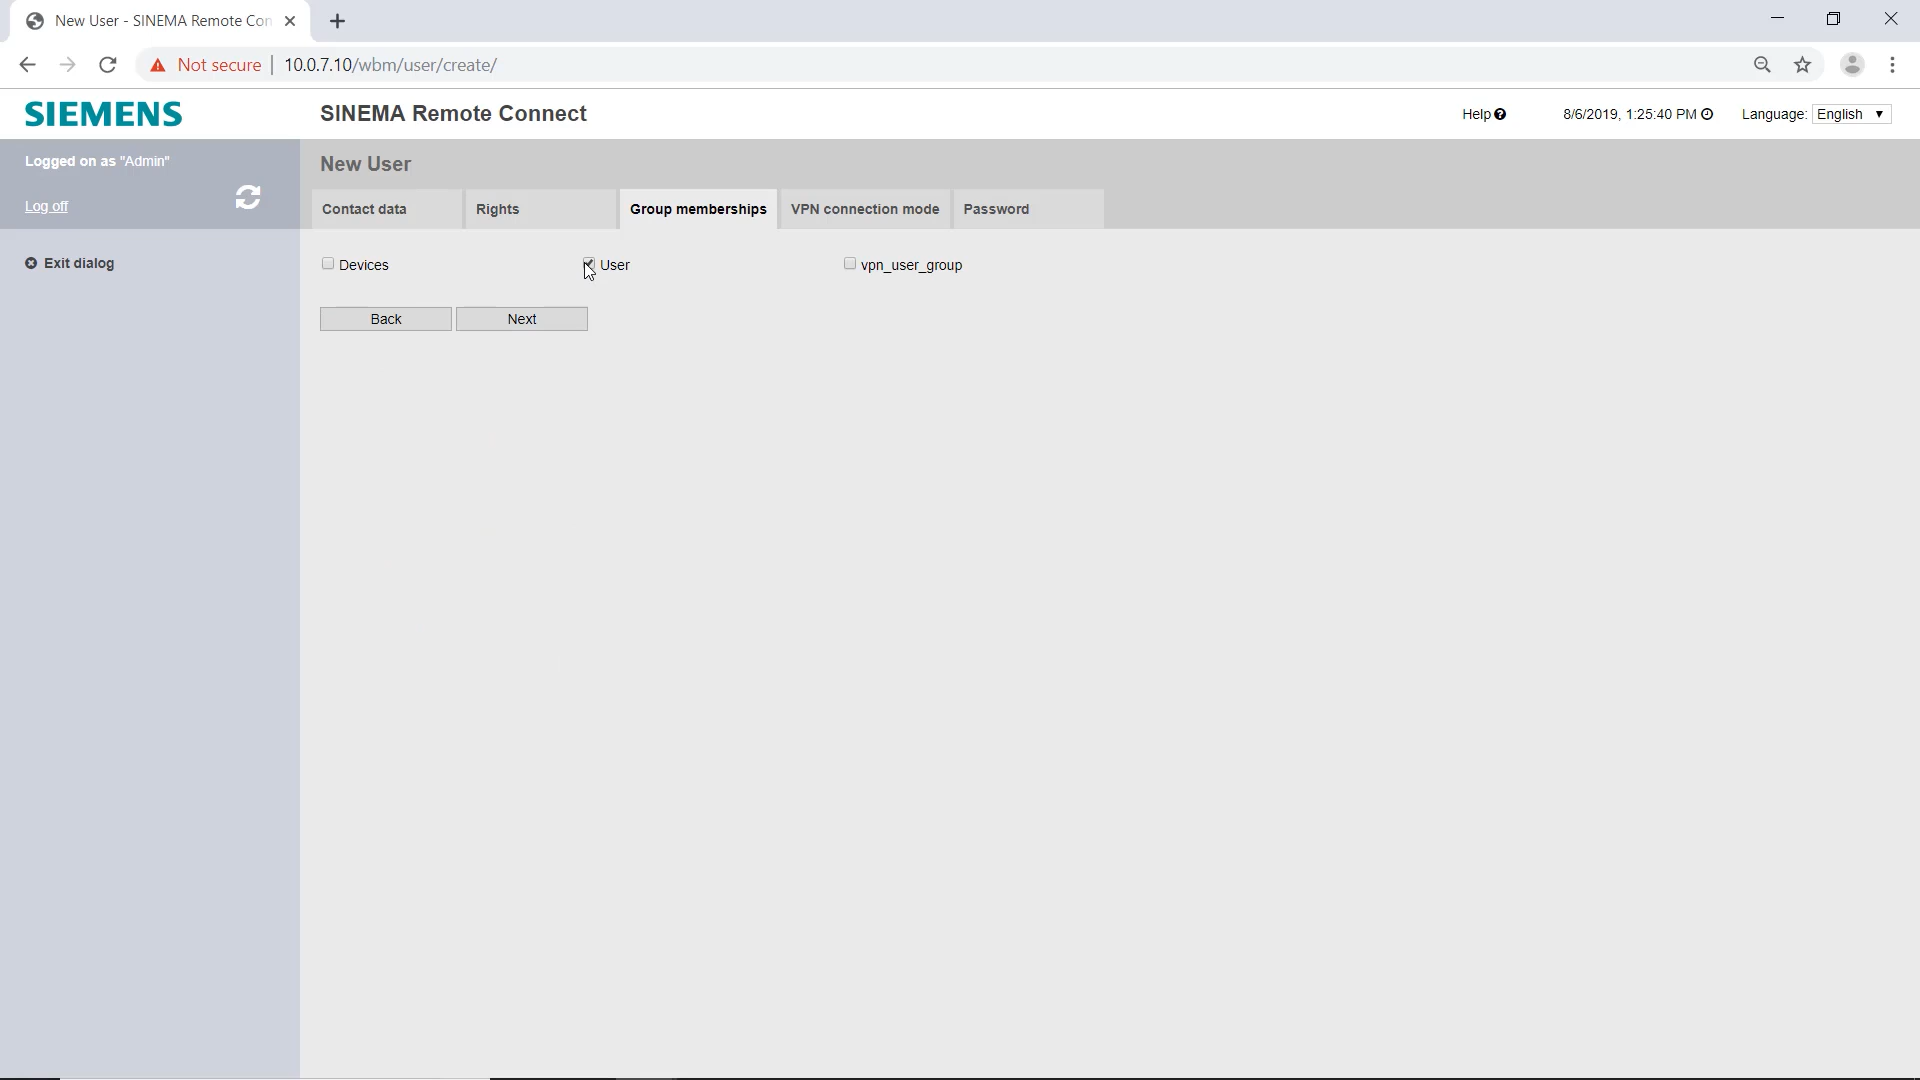 New User - SINEMA Remote Con
Not secure | 10.0.7.10/wbm/user/create/
SIEMENS
SINEMA Remote Connect
Help
8/6/2019, 1:25:40 PM
Language: English
Logged on as "Admin"
Log off
New User
Contact data
Rights
Group memberships
VPN connection mode
Password
Exit dialog
Devices
User
vpn_user_group
Back
Next